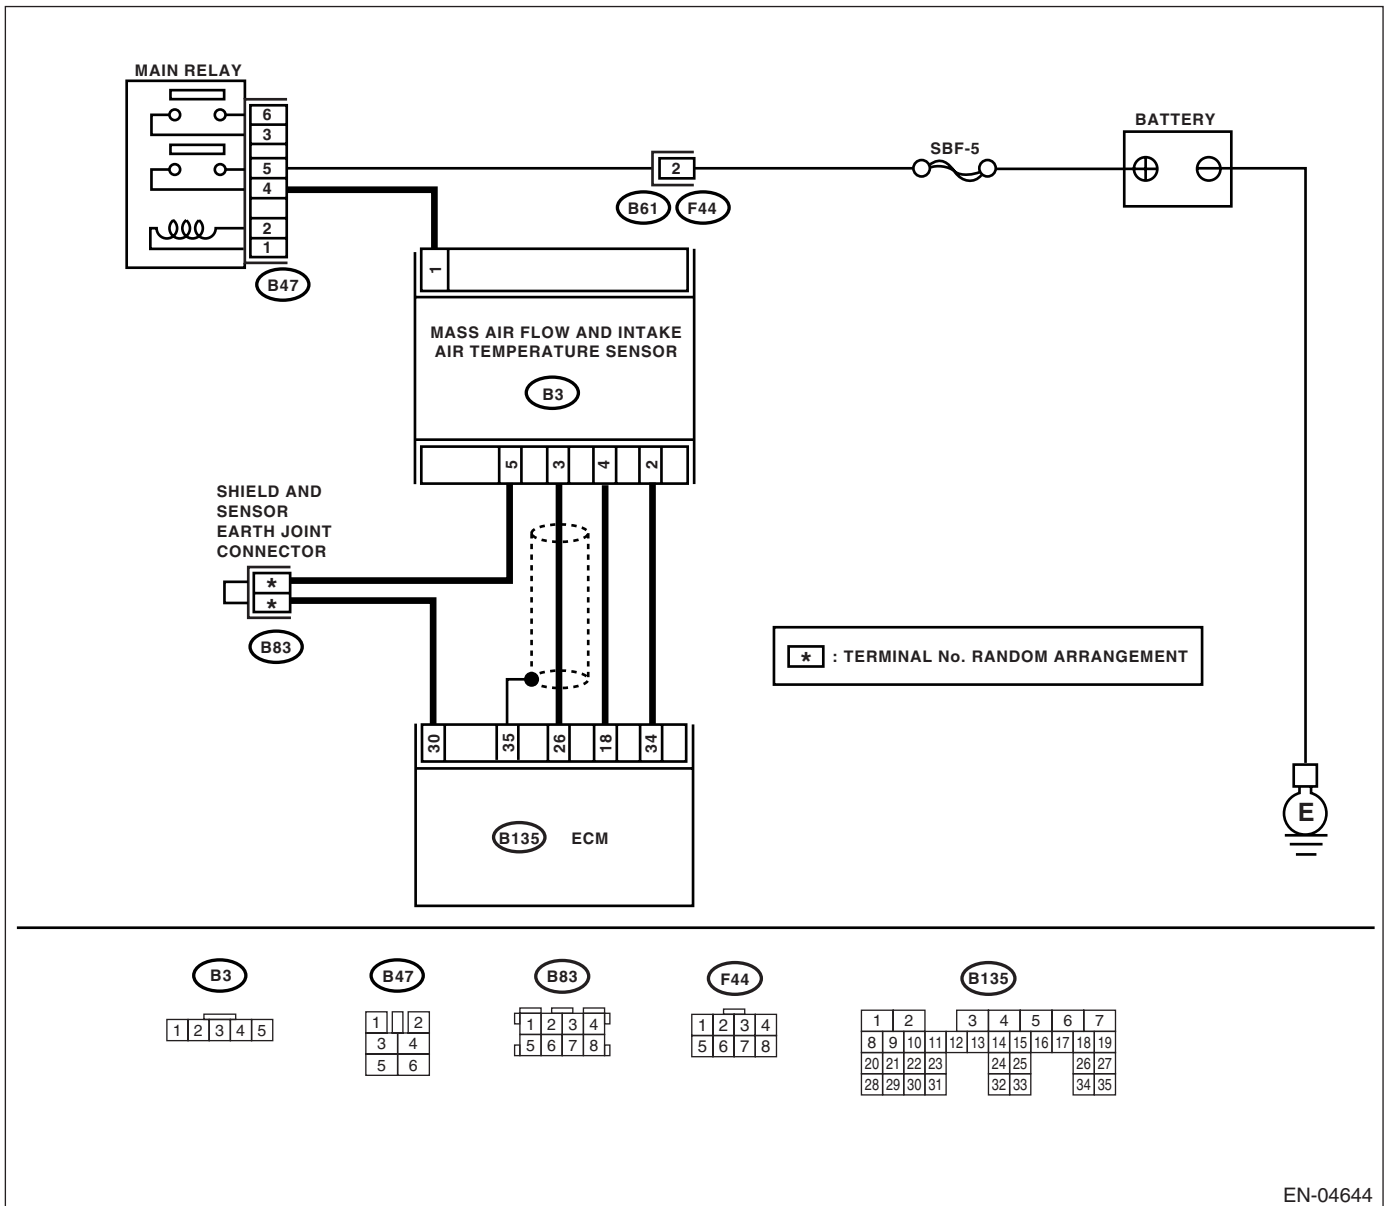 MAIN RELAY
6
3
5
4
2
1
B47
2
B61 F44
SBF-5
BATTERY
1
MASS AIR FLOW AND INTAKE
AIR TEMPERATURE SENSOR
B3
5 3 4 2
SHIELD AND
SENSOR
EARTH JOINT
CONNECTOR
*
*
B83
* : TERMINAL No. RANDOM ARRANGEMENT
30 35 26 18 34
B135 ECM
E
B3
1 2 3 4 5
B47
1 2
3 4
5 6
B83
1 2 3 4
5 6 7 8
F44
1 2 3 4
5 6 7 8
B135
1 2 3 4 5 6 7
8 9 10 11 12 13 14 15 16 17 18 19
20 21 22 23 24 25 26 27
28 29 30 31 32 33 34 35
EN-04644